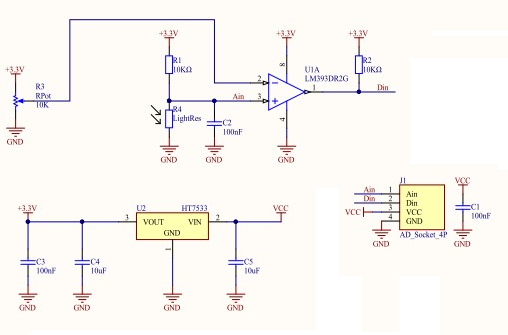 +3.3V
+3.3V
+3.3V
+3.3V
R1
10KΩ
8
U1A
LM393DR2G
R2
10KΩ
R3
RPot
10K
2
Ain
3
1
Din
R4
LightRes
C2
100nF
4
GND
GND
GND
GND
+3.3V
U2
HT7533
VCC
3
VOUT
VIN
2
GND
1
C3
100nF
C4
10uF
C5
10uF
GND
GND
GND
GND
J1
VCC
Ain
1
Ain
Din
2
Din
VCC
3
VCC
4
GND
C1
100nF
GND
AD_Socket_4P
GND